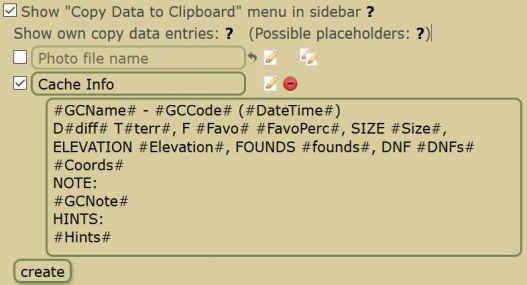 Show "Copy Data to Clipboard" menu in sidebar ?
Show own copy data entries: ? (Possible placeholders: ?)
Photo file name
Cache Info
#GCName# - #GCCode# (#DateTime#)
D#diff# T#terr#, F #Favo# #FavoPerc#, SIZE #Size#,
ELEVATION #Elevation#, FOUNDS #founds#, DNF #DNFs#
#Coords#
NOTE:
#GCNote#
HINTS:
#Hints#
create